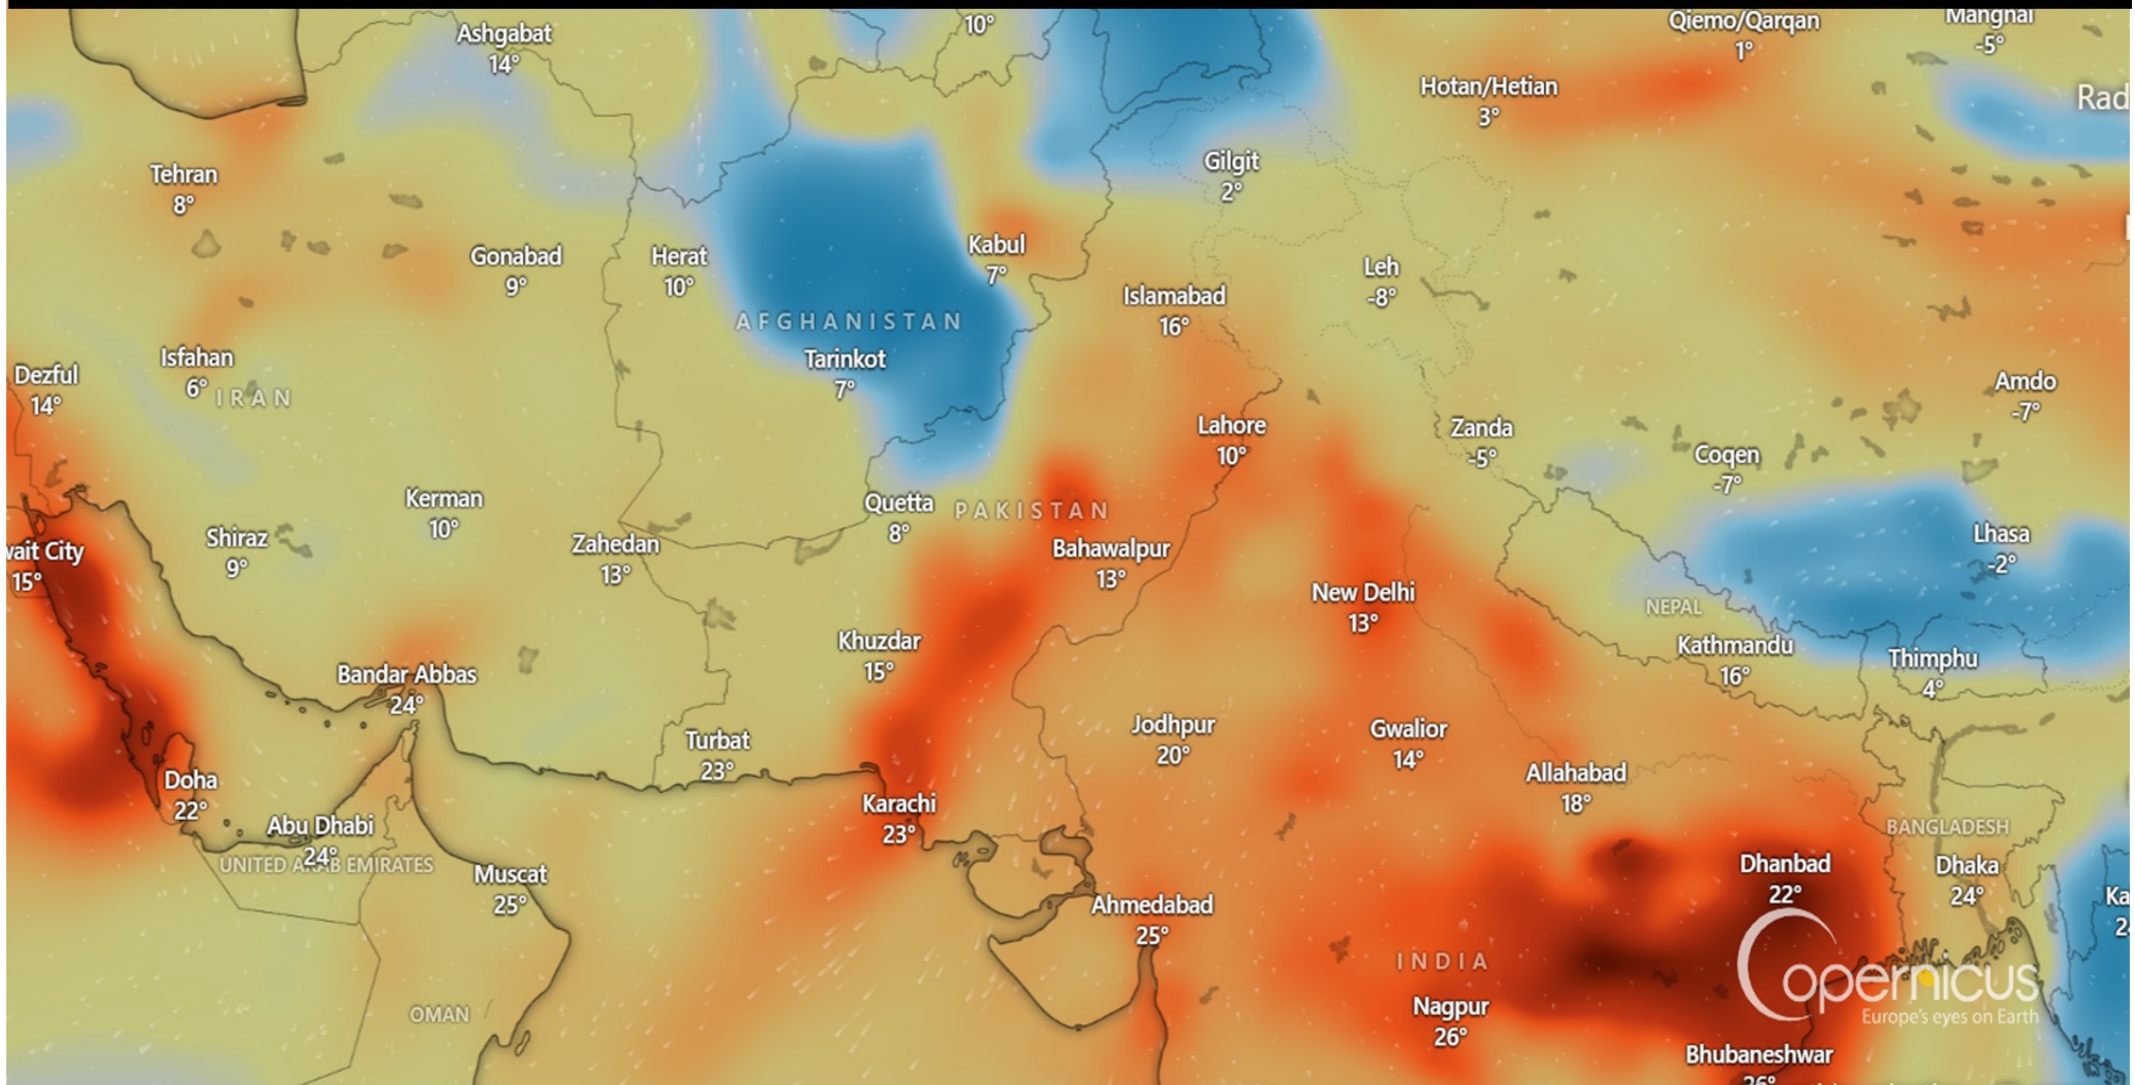 Ashgabat
14°
10°
Qiemo/Qarqan
1°
Manghai
-5°
Hotan/Hetian
3°
Rad
Tehran
8°
Gilgit
2°
Gonabad
9°
Herat
10°
Kabul
7°
Leh
-8°
Islamabad
16°
AFGHANISTAN
Tarinkot
7°
Isfahan
6°
IRAN
Dezful
14°
Amdo
-7°
Lahore
10°
Zanda
-5°
Coqen
-7°
Kerman
10°
Quetta
8°
PAKISTAN
Shiraz
9°
Zahedan
13°
Bahawalpur
13°
Lhasa
-2°
wait City
15°
New Delhi
13°
NEPAL
Khuzdar
15°
Kathmandu
16°
Thimphu
4°
Bandar Abbas
24°
Turbat
23°
Jodhpur
20°
Gwalior
14°
Allahabad
18°
Doha
22°
Karachi
23°
Abu Dhabi
24°
UNITED ARAB EMIRATES
Muscat
25°
BANGLADESH
Dhanbad
22°
Dhaka
24°
Ka
2
Ahmedabad
25°
INDIA
Copernicus
Europe's eyes on Earth
OMAN
Nagpur
26°
Bhubaneshwar
26°